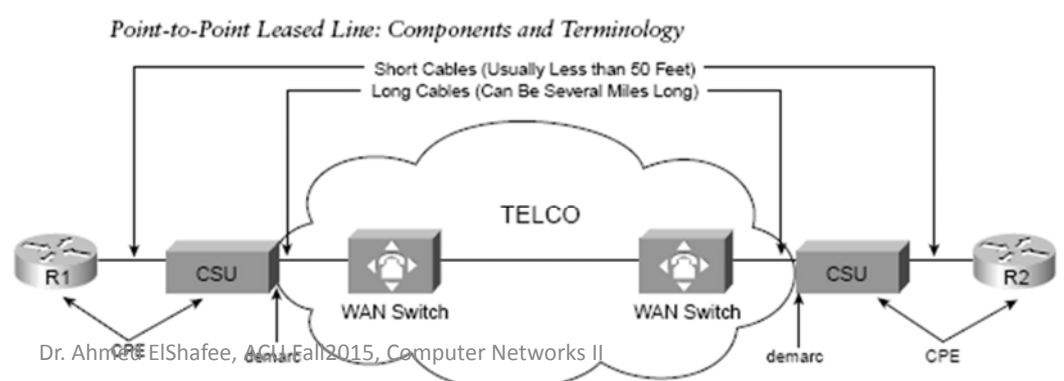 Point-to-Point Leased Line: Components and Terminology
Short Cables (Usually Less than 50 Feet)
Long Cables (Can Be Several Miles Long)
TELCO
R1
CSU
CSU
R2
WAN Switch
WAN Switch
CPE
demarc
demarc
CPE
Dr. Ahmed ElShafee, ACU Fall2015, Computer Networks II